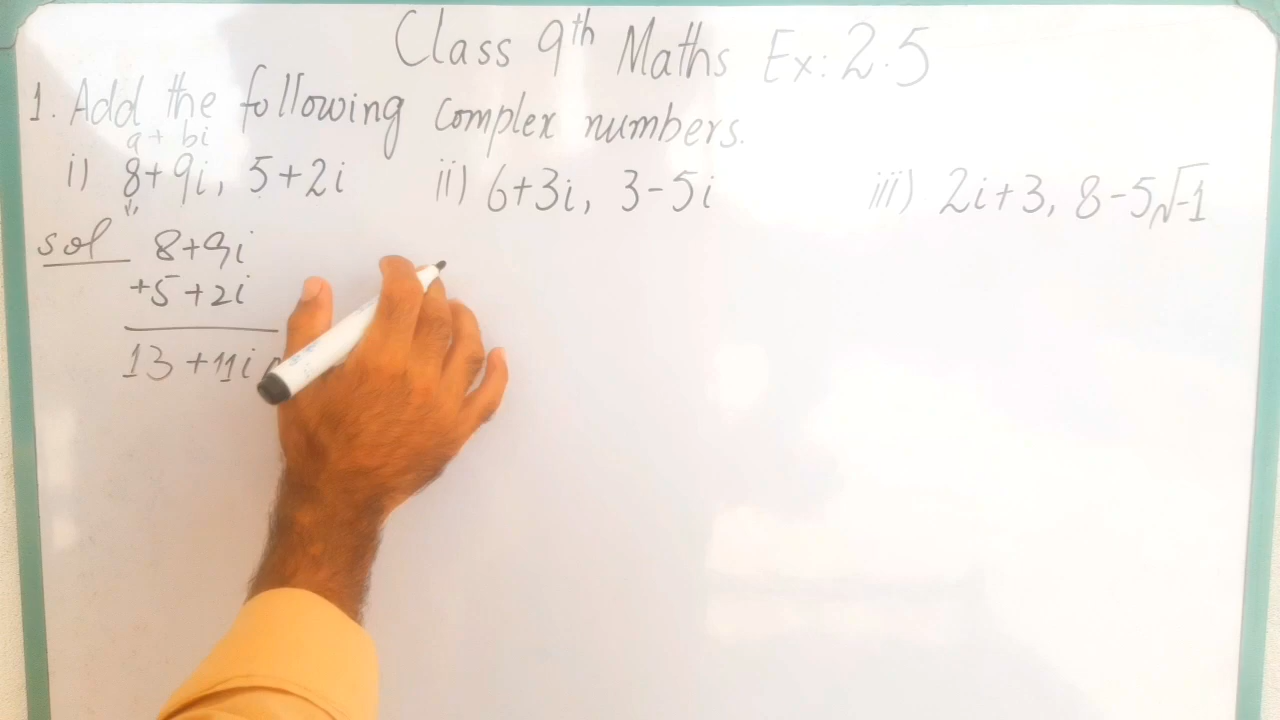 Class 9th Maths Ex: 2.5
1. Add the following complex numbers.
a + bi
i) 8+9i, 5+2i ii) 6+3i, 3-5i iii) 2i+3, 8-5√-1
sol 8+9i
+5+2i
13+11i